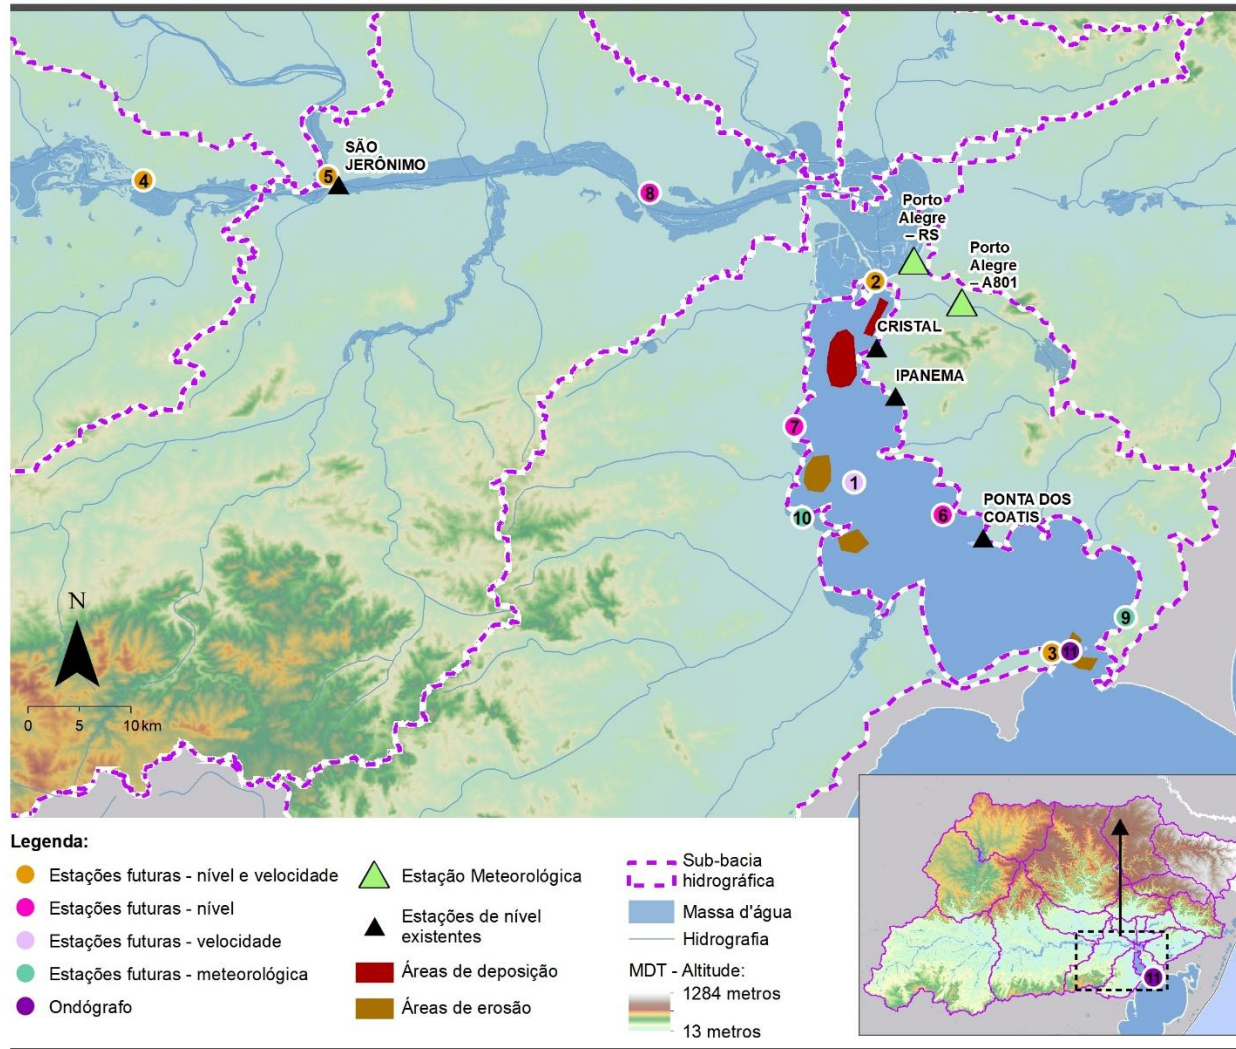 SÃO
JERÔNIMO
4
5
8
Porto
Alegre
– RS
Porto
Alegre
– A801
2
CRISTAL
IPANEMA
7
1
10
6
PONTA DOS
COATIS
9
3
11
N
0 5 10 km
Legenda:
Estações futuras - nível e velocidade
Estações futuras - nível
Estações futuras - velocidade
Estações futuras - meteorológica
Ondógrafo
Estação Meteorológica
Estações de nível
existentes
Áreas de deposição
Áreas de erosão
Sub-bacia
hidrográfica
Massa d'água
Hidrografia
MDT - Altitude:
1284 metros
13 metros
11